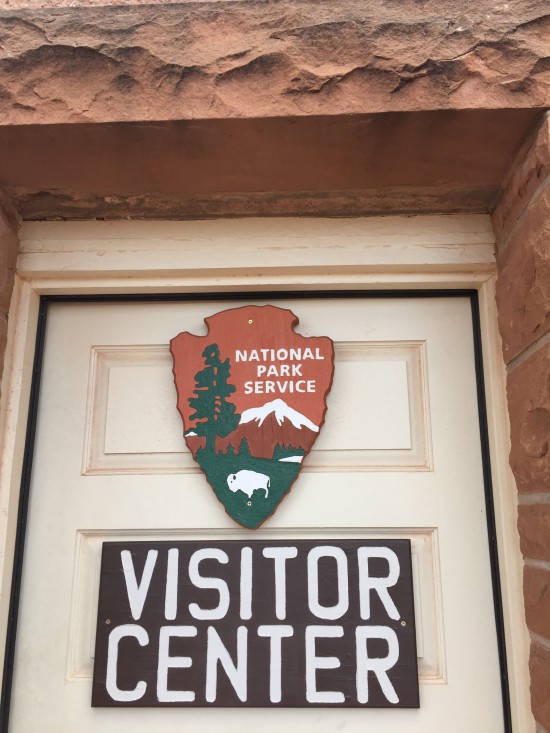 NATIONAL
PARK
SERVICE
VISITOR
CENTER